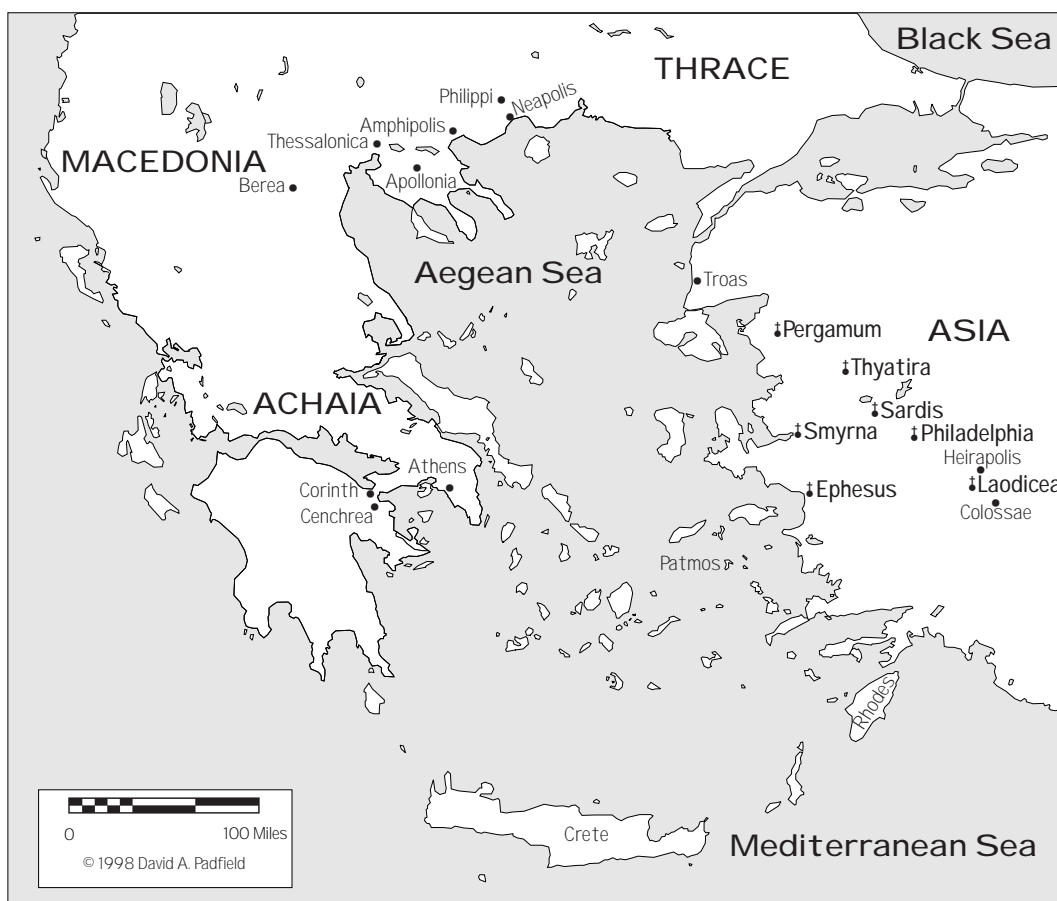 Black Sea
THRACE
Philippi
Neapolis
Amphipolis
Thessalonica
MACEDONIA
Apollonia
Berea
Aegean Sea
Troas
‡Pergamum
ASIA
‡Thyatira
ACHAIA
‡Sardis
‡Smyrna
‡Philadelphia
Heirapolis
Athens
‡Laodicea
Corinth
‡Ephesus
Cenchrea
Colossae
Patmos
Rhodes
Crete
Mediterranean Sea
0 100 Miles
© 1998 David A. Padfield